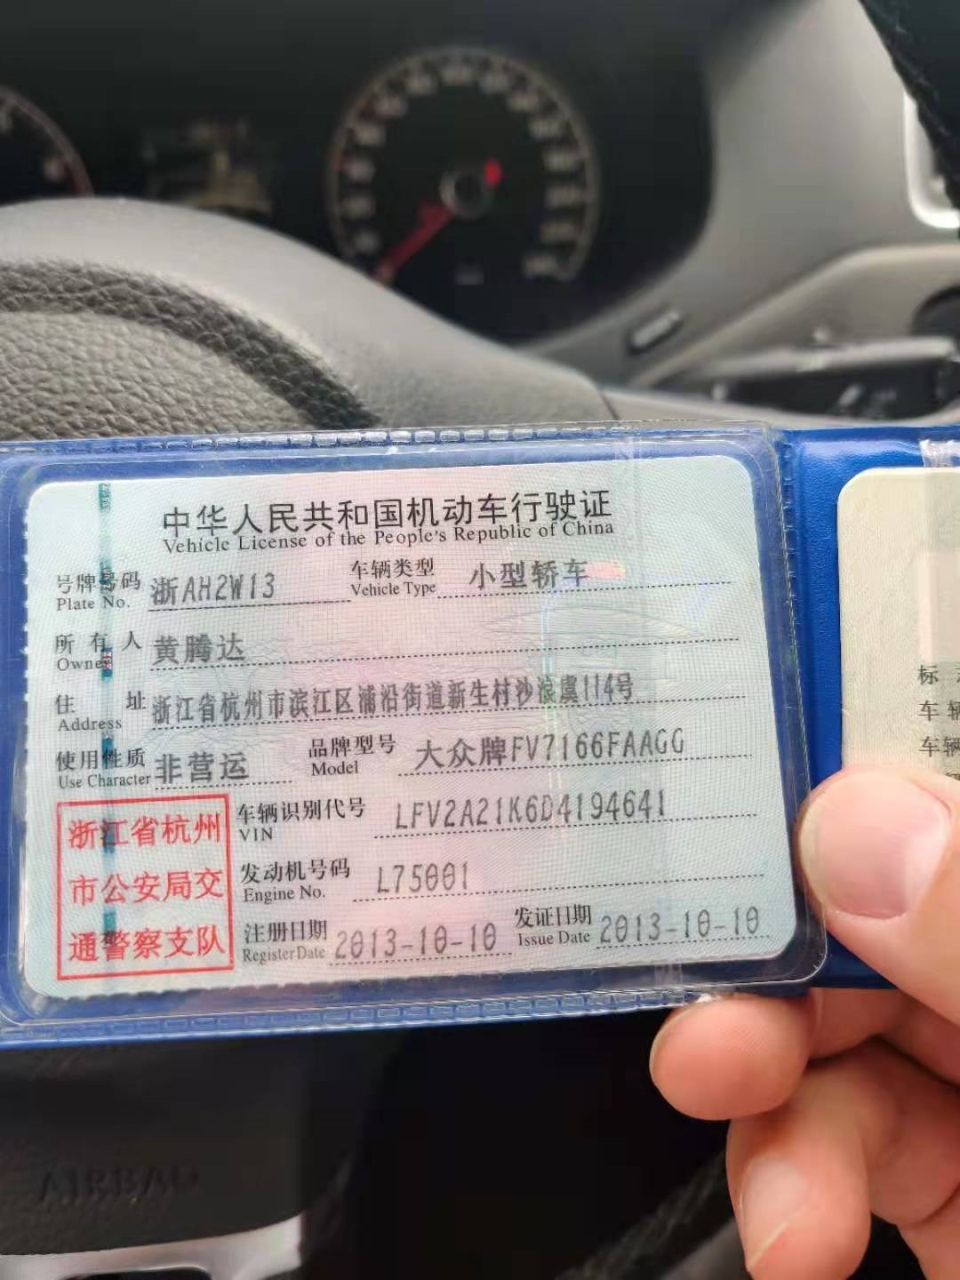 中华人民共和国机动车行驶证
Vehicle License of the People's Republic of China
号牌号码 浙AH2W13 车辆类型 小型轿车
Plate No. Vehicle Type
所有人 黄腾达
Owner
住址 浙江省杭州市滨江区浦沿街道新生村沙浪虞114号
Address
使用性质 非营运 品牌型号 大众牌FV7166FAAGG
Use Character Model
浙江省杭州
市公安局交
通警察支队
车辆识别代号 LFV2A21K6D4194641
VIN
发动机号码 L75001
Engine No.
注册日期 2013-10-10 发证日期 2013-10-10
Register Date Issue Date
标
车辆
车辆
AIRBAG